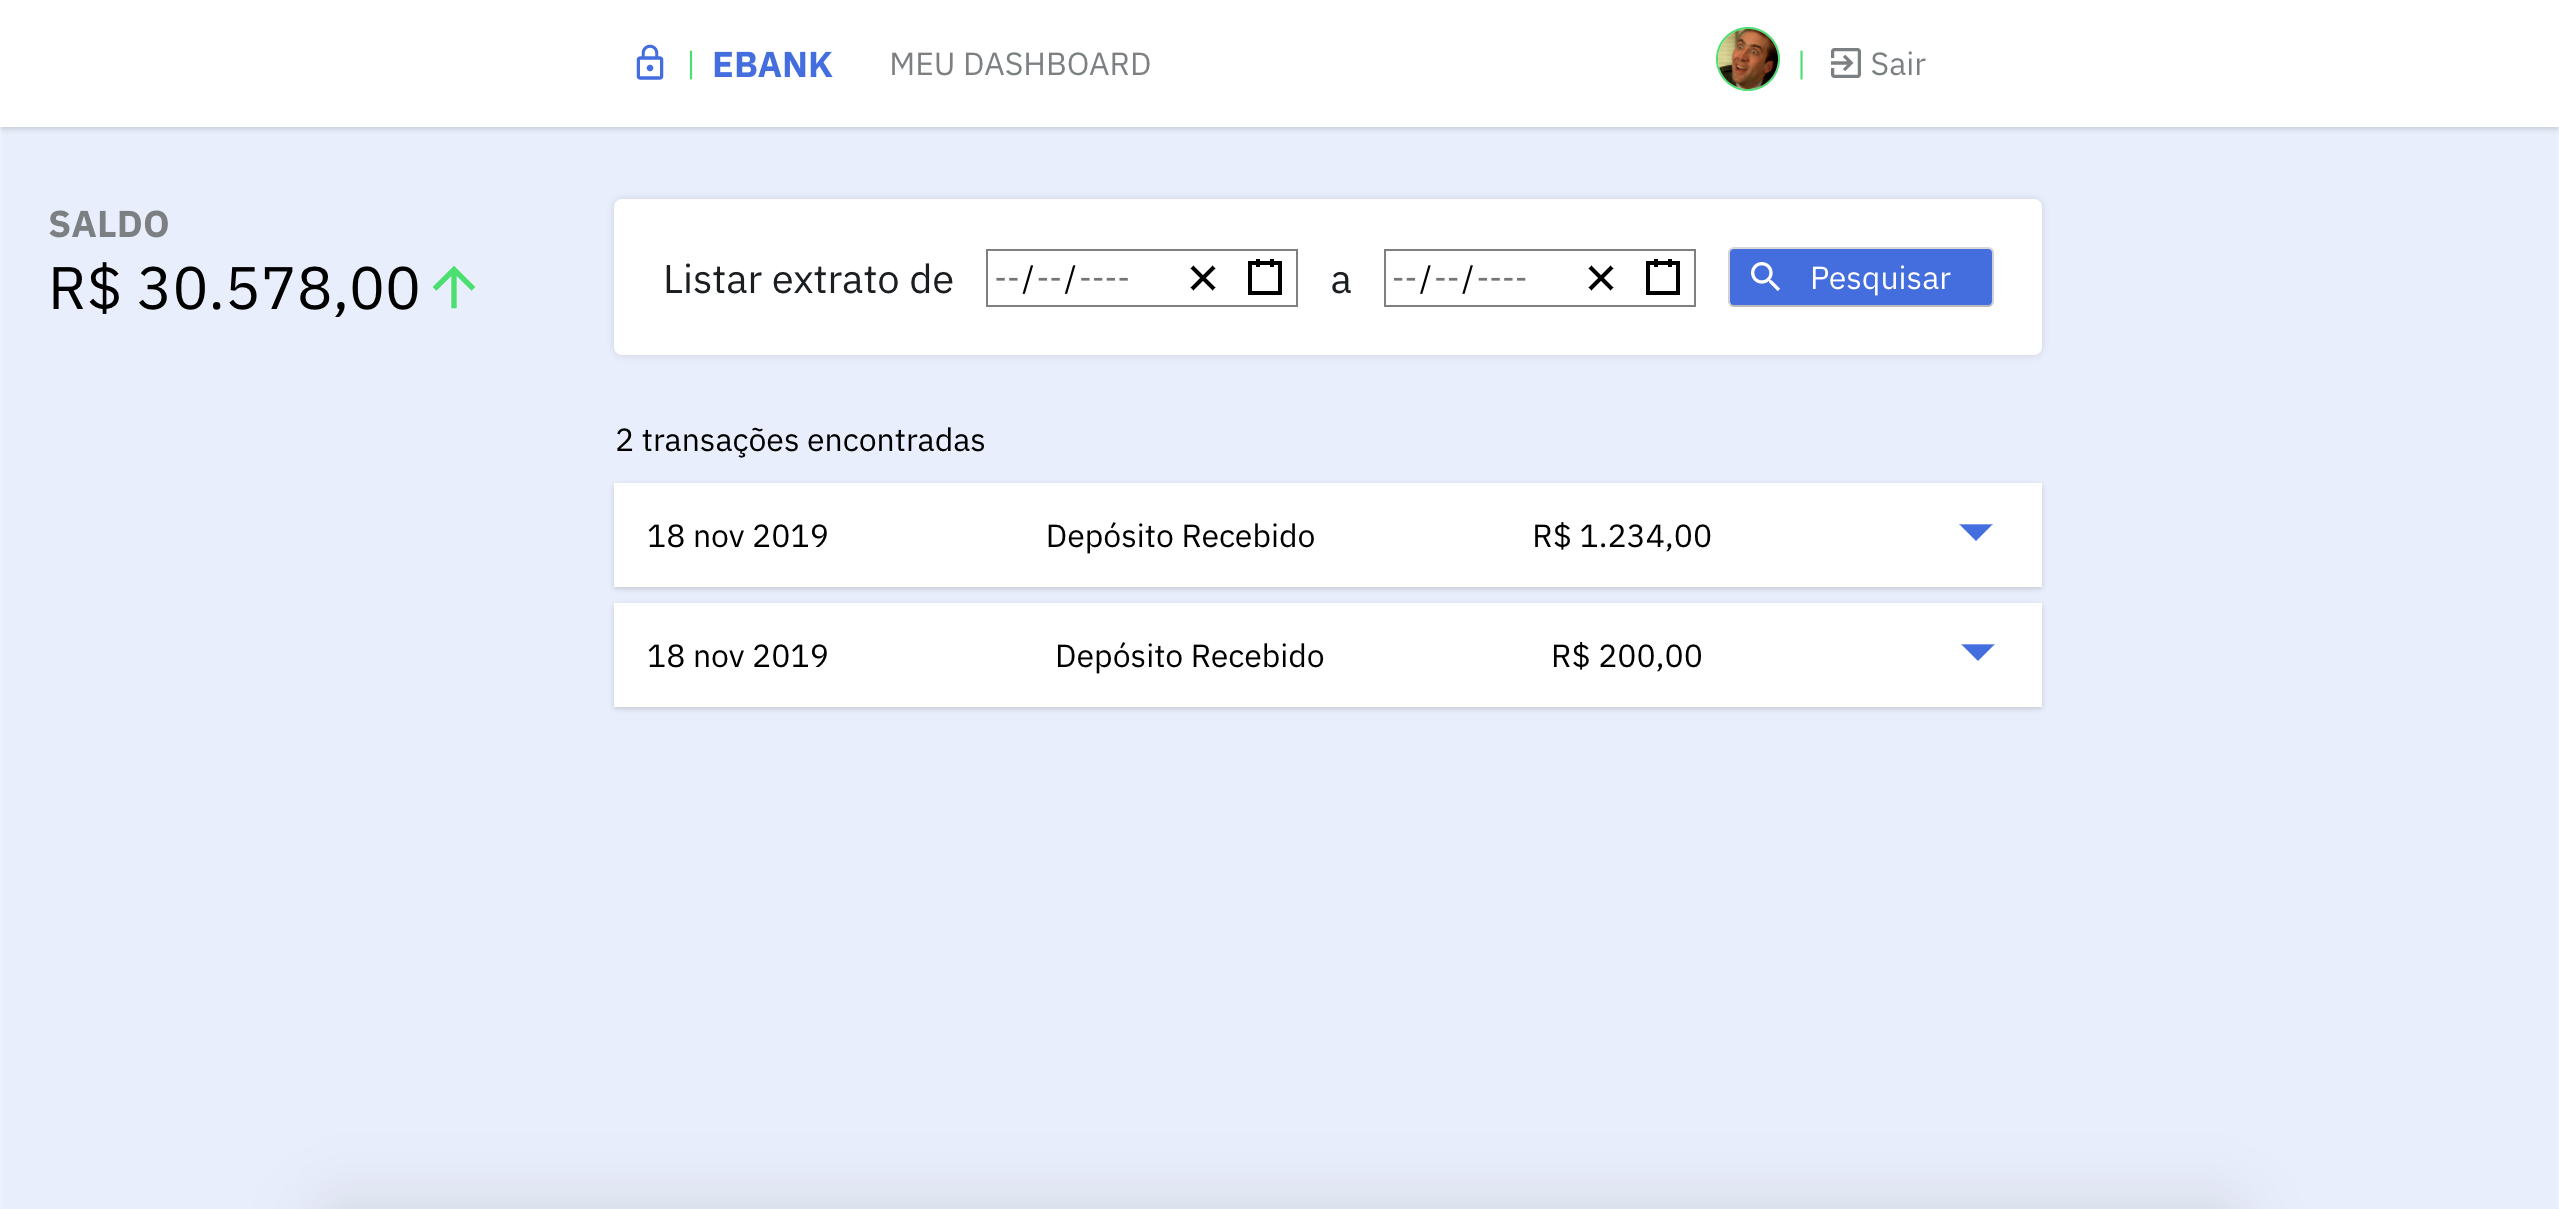 EBANK MEU DASHBOARD Sair
SALDO
R$ 30.578,00
Listar extrato de --/--/---- a --/--/---- Pesquisar
2 transações encontradas
18 nov 2019 Depósito Recebido R$ 1.234,00
18 nov 2019 Depósito Recebido R$ 200,00